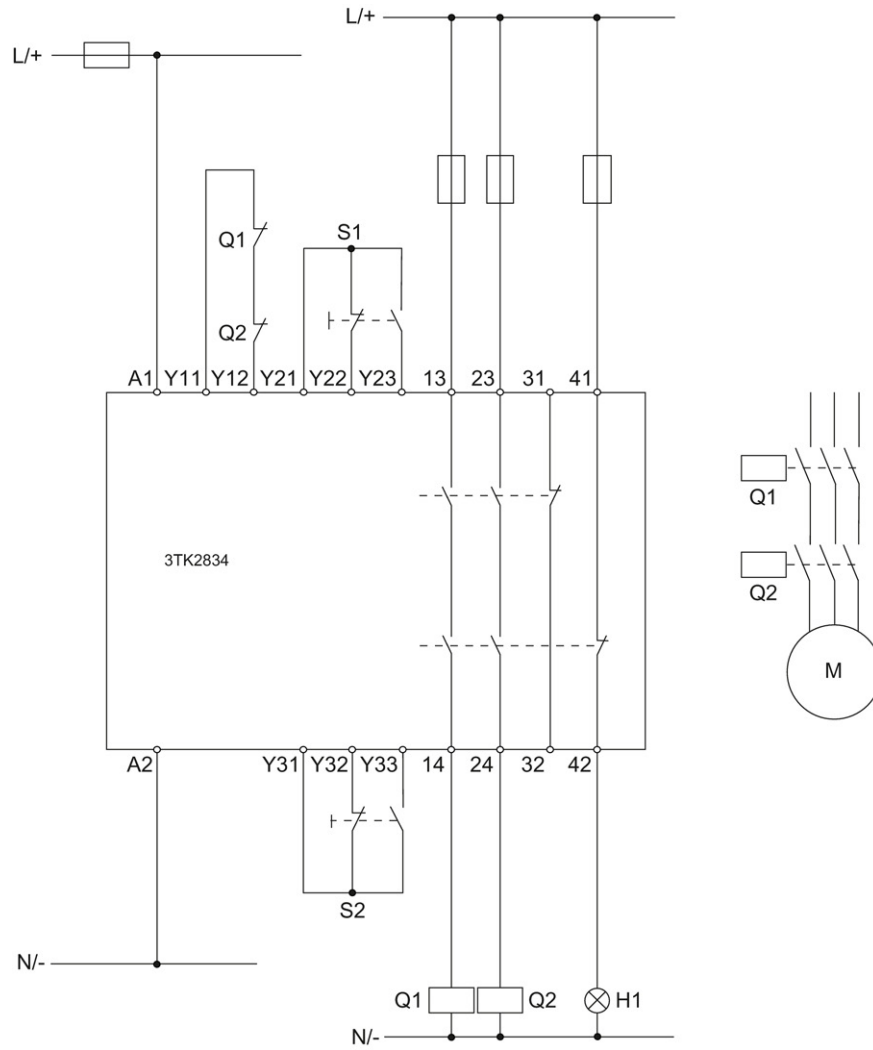 L/+
L/+
Q1
S1
Q2
A1 Y11 Y12 Y21 Y22 Y23 13 23 31 41
Q1
3TK2834
Q2
M
A2 Y31 Y32 Y33 14 24 32 42
S2
N/-
Q1 Q2 H1
N/-